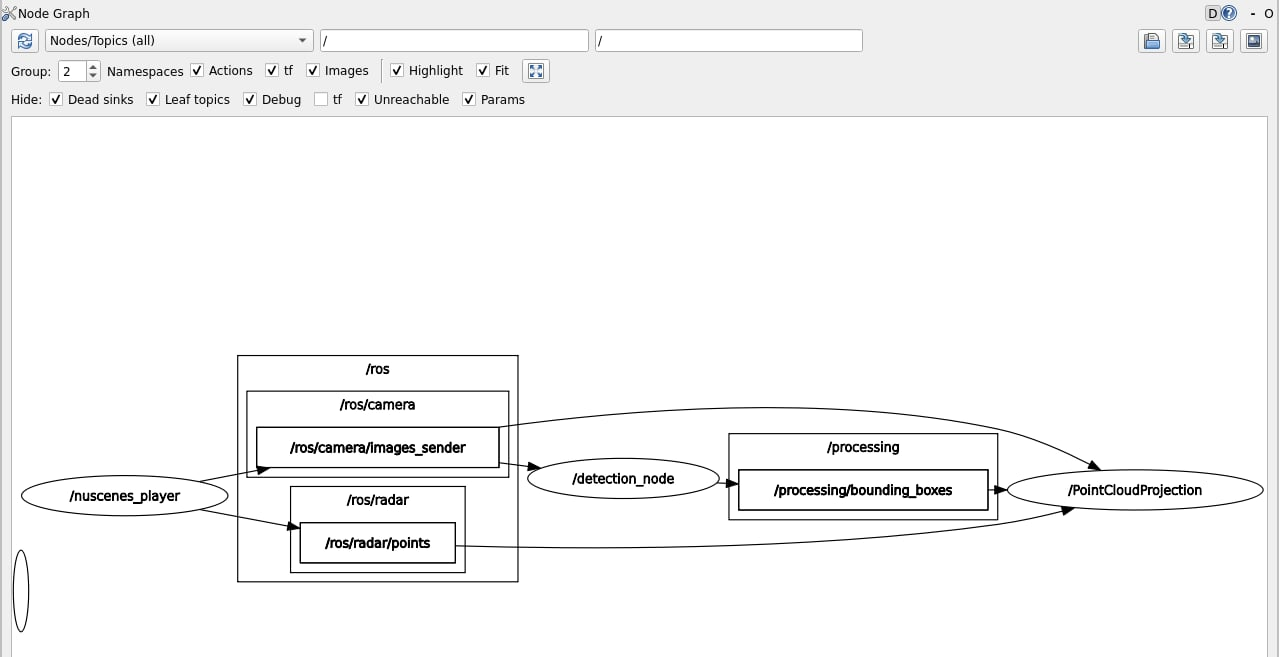 Node Graph
D ? - O
Nodes/Topics (all) / /
Group: 2 Namespaces Actions tf Images Highlight Fit
Hide: Dead sinks Leaf topics Debug tf Unreachable Params
/ros
/ros/camera
/ros/camera/images_sender
/processing
/detection_node
/processing/bounding_boxes
/PointCloudProjection
/nuscenes_player
/ros/radar
/ros/radar/points